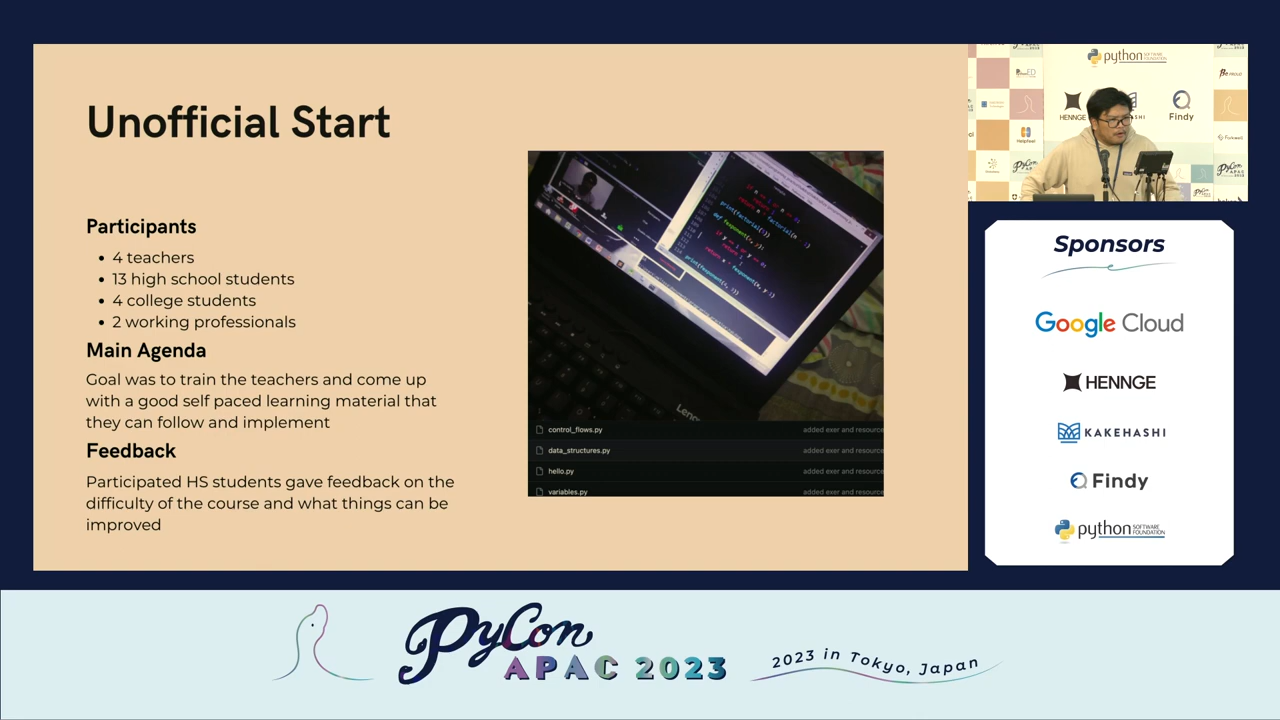 Unofficial Start
Participants
4 teachers
13 high school students
4 college students
2 working professionals
Main Agenda
Goal was to train the teachers and come up
with a good self paced learning material that
they can follow and implement
Feedback
Participated HS students gave feedback on the
difficulty of the course and what things can be
improved
control_flows.py added exer and resource
data_structures.py added exer and resource
hello.py added exer and resource
variables.py added exer and resource
python SOFTWARE FOUNDATION
HENNGE
Findy
Sponsors
Google Cloud
HENNGE
KAKEHASHI
Findy
python SOFTWARE FOUNDATION
PyCon
APAC 2023
2023 in Tokyo, Japan